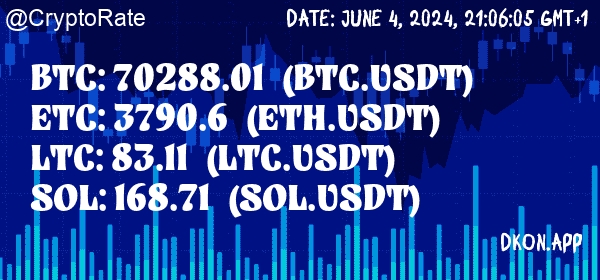 @CryptoRate
DATE: JUNE 4, 2024, 21:06:05 GMT+1
BTC: 70288.01 (BTC.USDT)
ETC: 3790.6 (ETH.USDT)
LTC: 83.11 (LTC.USDT)
SOL: 168.71 (SOL.USDT)
DKON.APP